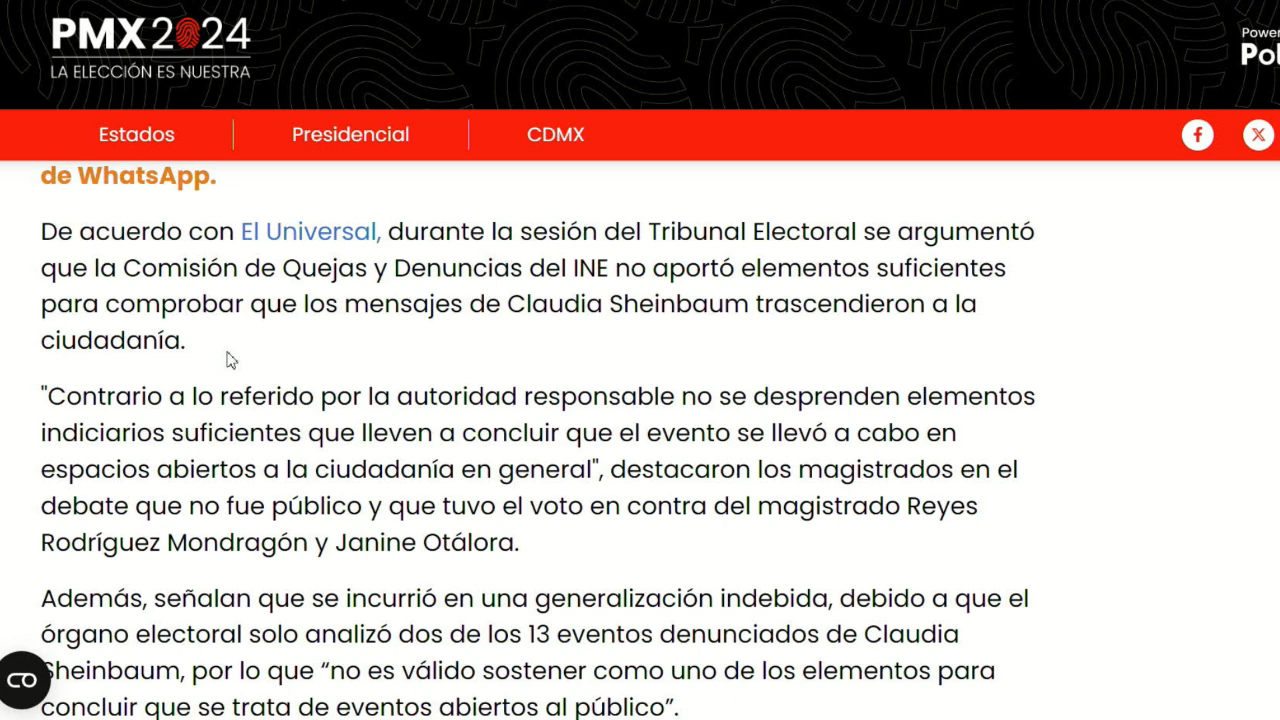 PMX2024
LA ELECCIÓN ES NUESTRA
Power
Pol
Estados
Presidencial
CDMX
de WhatsApp.
De acuerdo con El Universal, durante la sesión del Tribunal Electoral se argumentó
que la Comisión de Quejas y Denuncias del INE no aportó elementos suficientes
para comprobar que los mensajes de Claudia Sheinbaum trascendieron a la
ciudadanía.
"Contrario a lo referido por la autoridad responsable no se desprenden elementos
indiciarios suficientes que lleven a concluir que el evento se llevó a cabo en
espacios abiertos a la ciudadanía en general", destacaron los magistrados en el
debate que no fue público y que tuvo el voto en contra del magistrado Reyes
Rodríguez Mondragón y Janine Otálora.
Además, señalan que se incurrió en una generalización indebida, debido a que el
órgano electoral solo analizó dos de los 13 eventos denunciados de Claudia
Sheinbaum, por lo que “no es válido sostener como uno de los elementos para
concluir que se trata de eventos abiertos al público”.